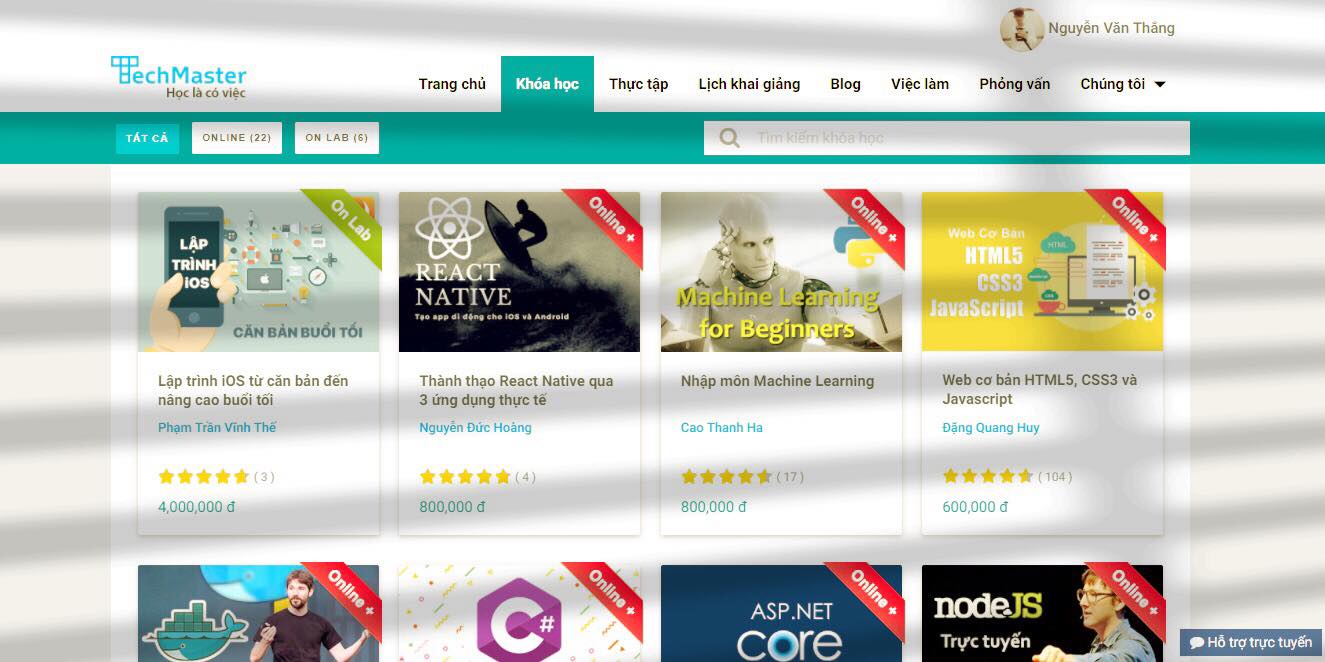 Nguyễn Văn Thắng
TechMaster
Học là có việc
Trang chủ Khóa học Thực tập Lịch khai giảng Blog Việc làm Phỏng vấn Chúng tôi
TẤT CẢ ONLINE (22) ON LAB (6) Tìm kiếm khóa học
On Lab
LẬP
TRÌNH
iOS
CĂN BẢN BUỔI TỐI
Online
REACT
NATIVE
Tạo app di động cho iOS và Android
Online
Machine Learning
for Beginners
Online
Web Cơ Bản
HTML5
CSS3
JavaScript
HTML
CSS
Lập trình iOS từ căn bản đến
nâng cao buổi tối
Phạm Trần Vĩnh Thế
( 3 )
4,000,000 đ
Thành thạo React Native qua
3 ứng dụng thực tế
Nguyễn Đức Hoàng
( 4 )
800,000 đ
Nhập môn Machine Learning
Cao Thanh Ha
( 17 )
800,000 đ
Web cơ bản HTML5, CSS3 và
Javascript
Đặng Quang Huy
( 104 )
600,000 đ
Online
Online
C#
Online
ASP.NET
core
Online
nodeJS
Trực tuyến
Hỗ trợ trực tuyến